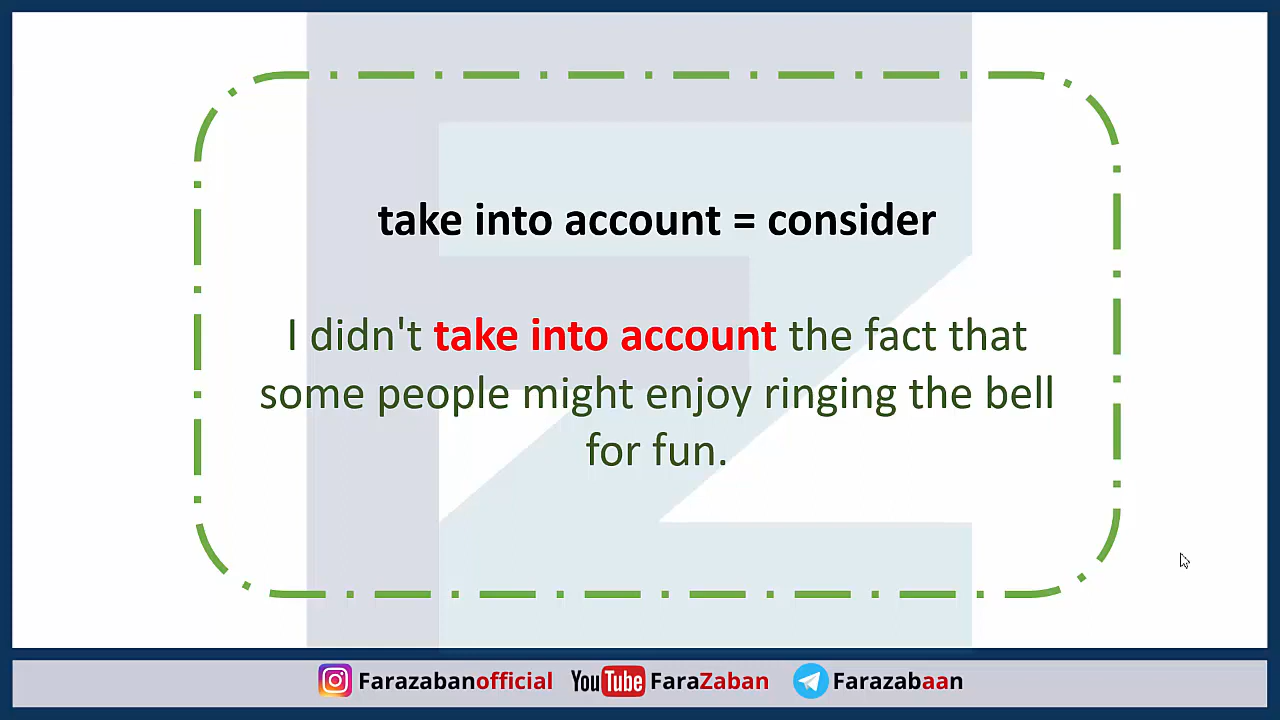 take into account = consider
I didn't take into account the fact that
some people might enjoy ringing the bell
for fun.
Farazabanofficial YouTube FaraZaban Farazabaan